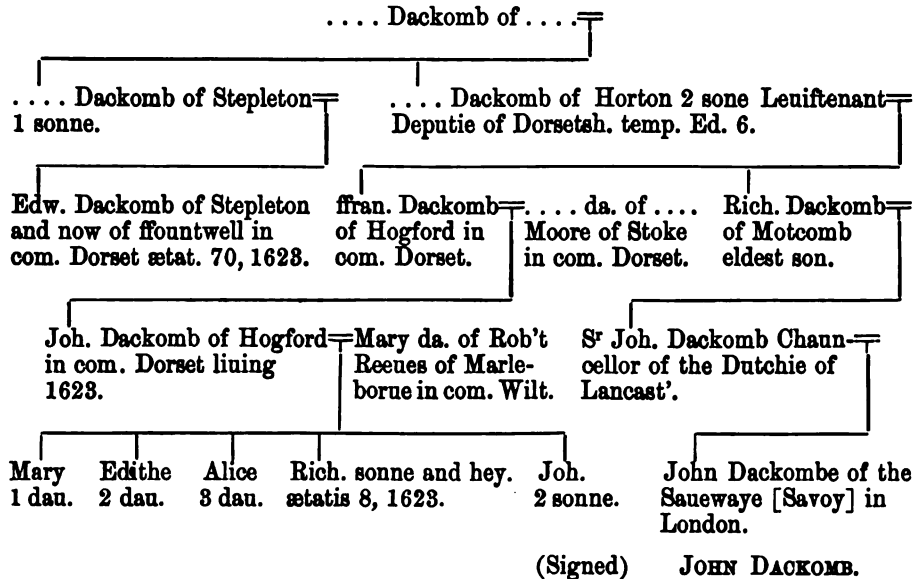 . . . . Dackomb of . . . .
. . . . Dackomb of Stepleton
1 sonne.
. . . . Dackomb of Horton 2 sone Leuiftenant
Deputie of Dorsetsh. temp. Ed. 6.
Edw. Dackomb of Stepleton
and now of ffountwell in
com. Dorset ætat. 70, 1623.
ffran. Dackomb
of Hogford in
com. Dorset.
. . . . da. of . . . .
Moore of Stoke
in com. Dorset.
Rich. Dackomb
of Motcomb
eldest son.
Joh. Dackomb of Hogford
in com. Dorset liuing
1623.
Mary da. of Rob't
Reeues of Marle-
borne in com. Wilt.
Sr Joh. Dackomb Chaun-
cellor of the Dutchie of
Lancast'.
Mary
1 dau.
Edithe
2 dau.
Alice
3 dau.
Rich. sonne and hey.
ætatis 8, 1623.
Joh.
2 sonne.
John Dackombe of the
Sauewaye [Savoy] in
London.
(Signed) JOHN DACKOMB.